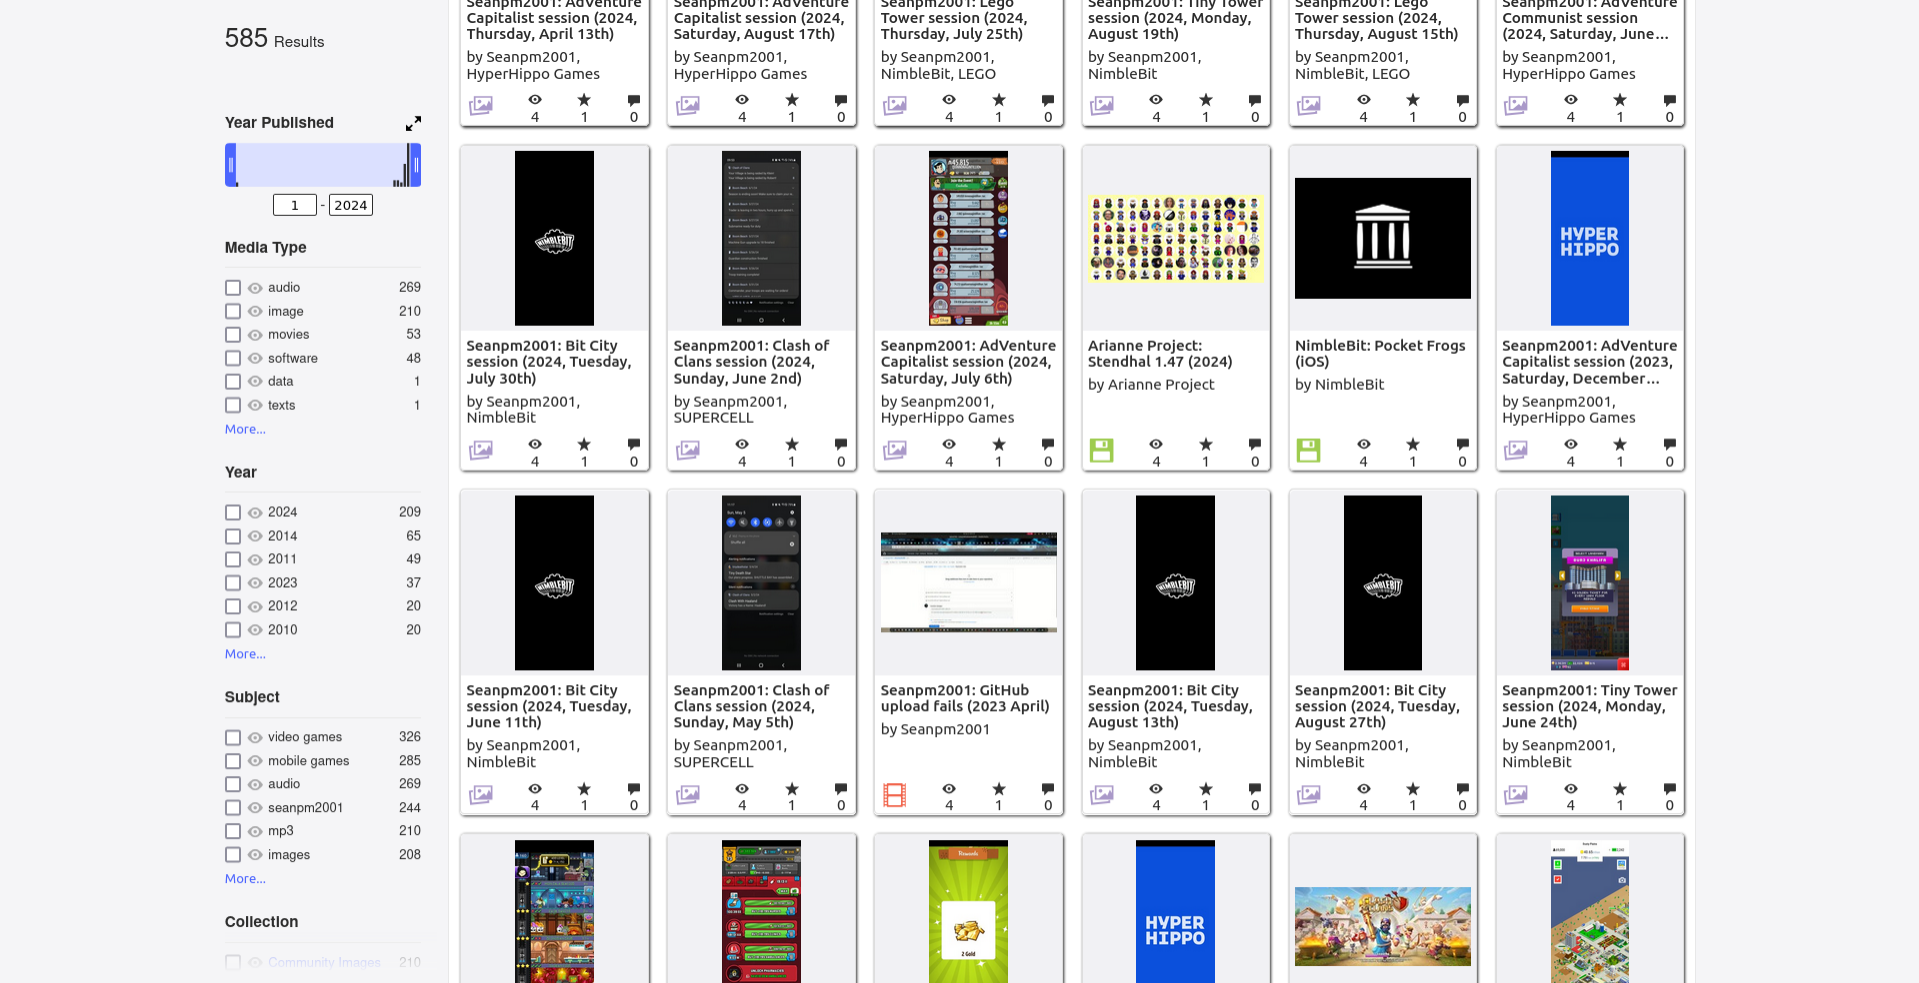 585 Results
Year Published
1 - 2024
Media Type
audio 269
image 210
movies 53
software 48
data 1
texts 1
More...
Year
2024 209
2014 65
2011 49
2023 37
2012 20
2010 20
More...
Subject
video games 326
mobile games 285
audio 269
seanpm2001 244
mp3 210
images 208
More...
Collection
Community Images 210
Seanpm2001: AdVenture
Capitalist session (2024,
Thursday, April 13th)
by Seanpm2001,
HyperHippo Games
4 1 0
Seanpm2001: AdVenture
Capitalist session (2024,
Saturday, August 17th)
by Seanpm2001,
HyperHippo Games
4 1 0
Seanpm2001: Lego
Tower session (2024,
Thursday, July 25th)
by Seanpm2001,
NimbleBit, LEGO
4 1 0
Seanpm2001: Tiny Tower
session (2024, Monday,
August 19th)
by Seanpm2001,
NimbleBit
4 1 0
Seanpm2001: Lego
Tower session (2024,
Thursday, August 15th)
by Seanpm2001,
NimbleBit, LEGO
4 1 0
Seanpm2001: AdVenture
Communist session
(2024, Saturday, June...
by Seanpm2001,
HyperHippo Games
4 1 0
NIMBLEBIT
Seanpm2001: Bit City
session (2024, Tuesday,
July 30th)
by Seanpm2001,
NimbleBit
4 1 0
Seanpm2001: Clash of
Clans session (2024,
Sunday, June 2nd)
by Seanpm2001,
SUPERCELL
4 1 0
Seanpm2001: AdVenture
Capitalist session (2024,
Saturday, July 6th)
by Seanpm2001,
HyperHippo Games
4 1 0
Arianne Project:
Stendhal 1.47 (2024)
by Arianne Project
4 1 0
NimbleBit: Pocket Frogs
(iOS)
by NimbleBit
4 1 0
HYPER
HIPPO
Seanpm2001: AdVenture
Capitalist session (2023,
Saturday, December...
by Seanpm2001,
HyperHippo Games
4 1 0
NIMBLEBIT
Seanpm2001: Bit City
session (2024, Tuesday,
June 11th)
by Seanpm2001,
NimbleBit
4 1 0
Sun, May 5
Seanpm2001: Clash of
Clans session (2024,
Sunday, May 5th)
by Seanpm2001,
SUPERCELL
4 1 0
Seanpm2001: GitHub
upload fails (2023 April)
by Seanpm2001
4 1 0
NIMBLEBIT
Seanpm2001: Bit City
session (2024, Tuesday,
August 13th)
by Seanpm2001,
NimbleBit
4 1 0
NIMBLEBIT
Seanpm2001: Bit City
session (2024, Tuesday,
August 27th)
by Seanpm2001,
NimbleBit
4 1 0
Seanpm2001: Tiny Tower
session (2024, Monday,
June 24th)
by Seanpm2001,
NimbleBit
4 1 0
Rewards
2 Gold
HYPER
HIPPO